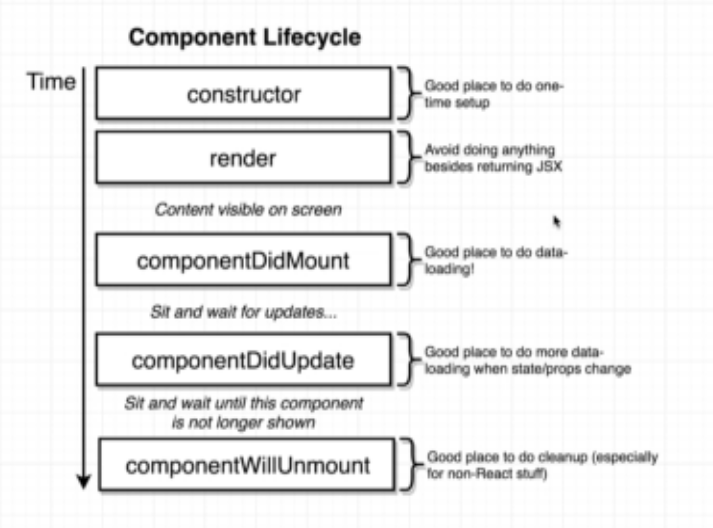 Component Lifecycle
Time
constructor
Good place to do one-
time setup
render
Avoid doing anything
besides returning JSX
Content visible on screen
componentDidMount
Good place to do data-
loading!
Sit and wait for updates...
componentDidUpdate
Good place to do more data-
loading when state/props change
Sit and wait until this component
is not longer shown
componentWillUnmount
Good place to do cleanup (especially
for non-React stuff)